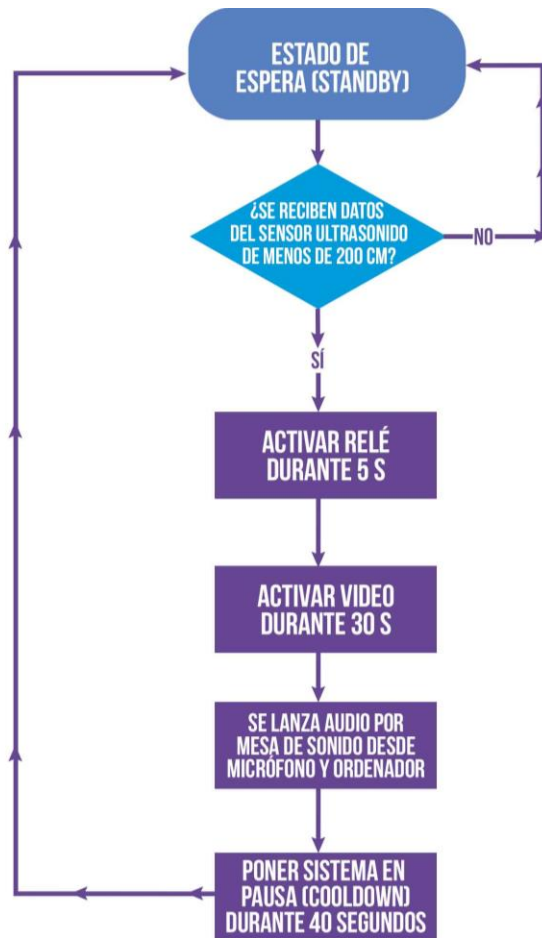 ESTADO DE
ESPERA (STANDBY)
¿SE RECIBEN DATOS
DEL SENSOR ULTRASONIDO
DE MENOS DE 200 CM?
NO
SÍ
ACTIVAR RELÉ
DURANTE 5 S
ACTIVAR VIDEO
DURANTE 30 S
SE LANZA AUDIO POR
MESA DE SONIDO DESDE
MICRÓFONO Y ORDENADOR
PONER SISTEMA EN
PAUSA (COOLDOWN)
DURANTE 40 SEGUNDOS